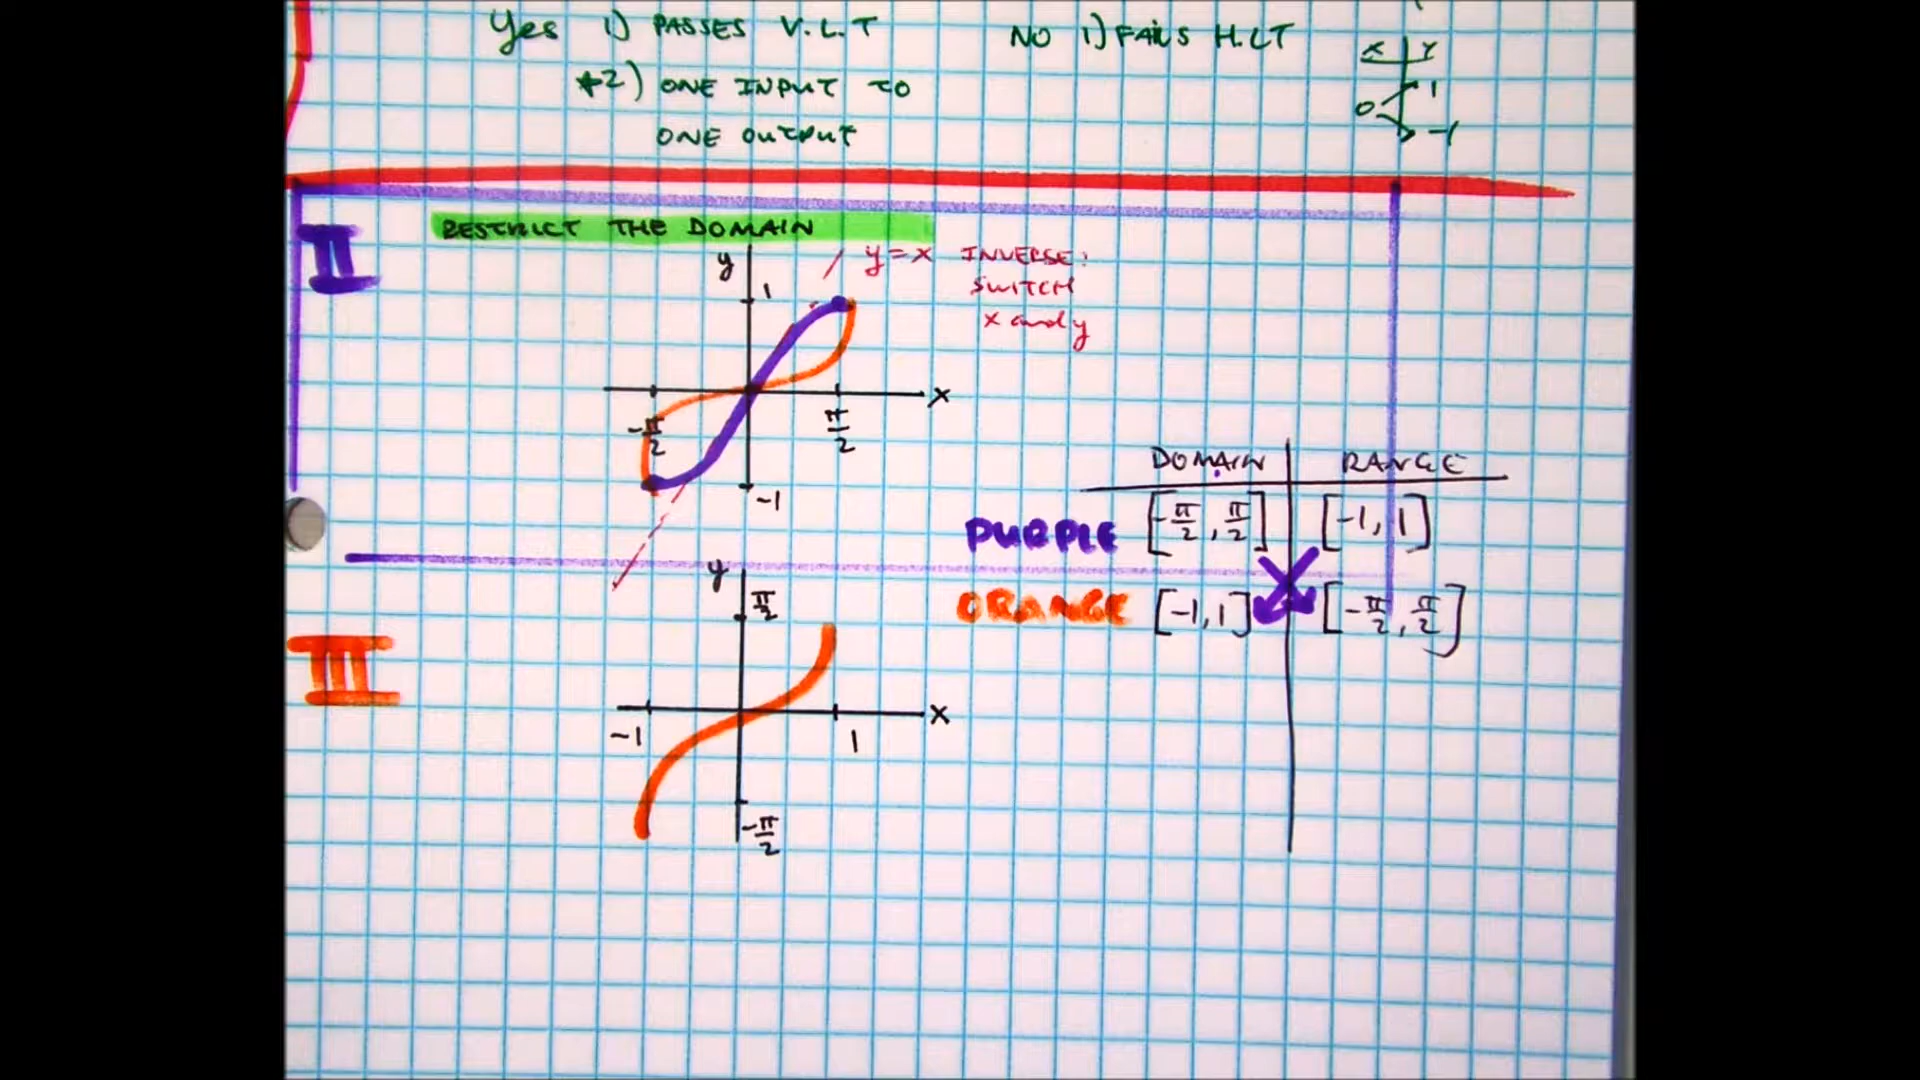 Yes 1) PASSES V.L.T
*2) ONE INPUT TO
ONE OUTPUT
NO 1) FAILS H.LT
X Y
1
0
-1
II
RESTRICT THE DOMAIN
y = x INVERSE:
SWITCH
x and y
y
1
x
-π/2
π/2
-1
DOMAIN RANGE
PURPLE [-π/2, π/2] [-1, 1]
ORANGE [-1, 1] [-π/2, π/2]
III
y
π/2
x
-1
1
-π/2